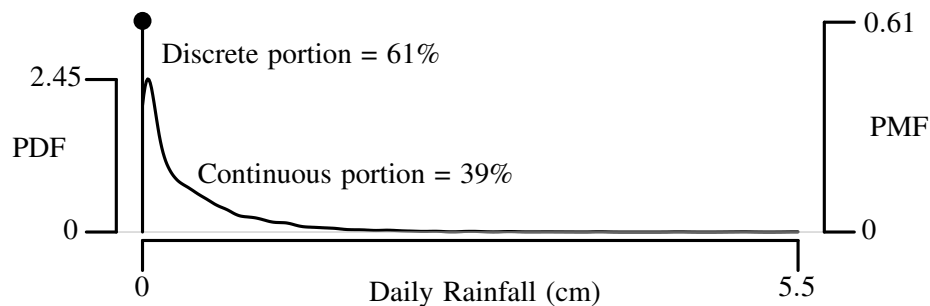 0.61
Discrete portion = 61%
2.45
PDF
PMF
Continuous portion = 39%
0
0
0
Daily Rainfall (cm)
5.5